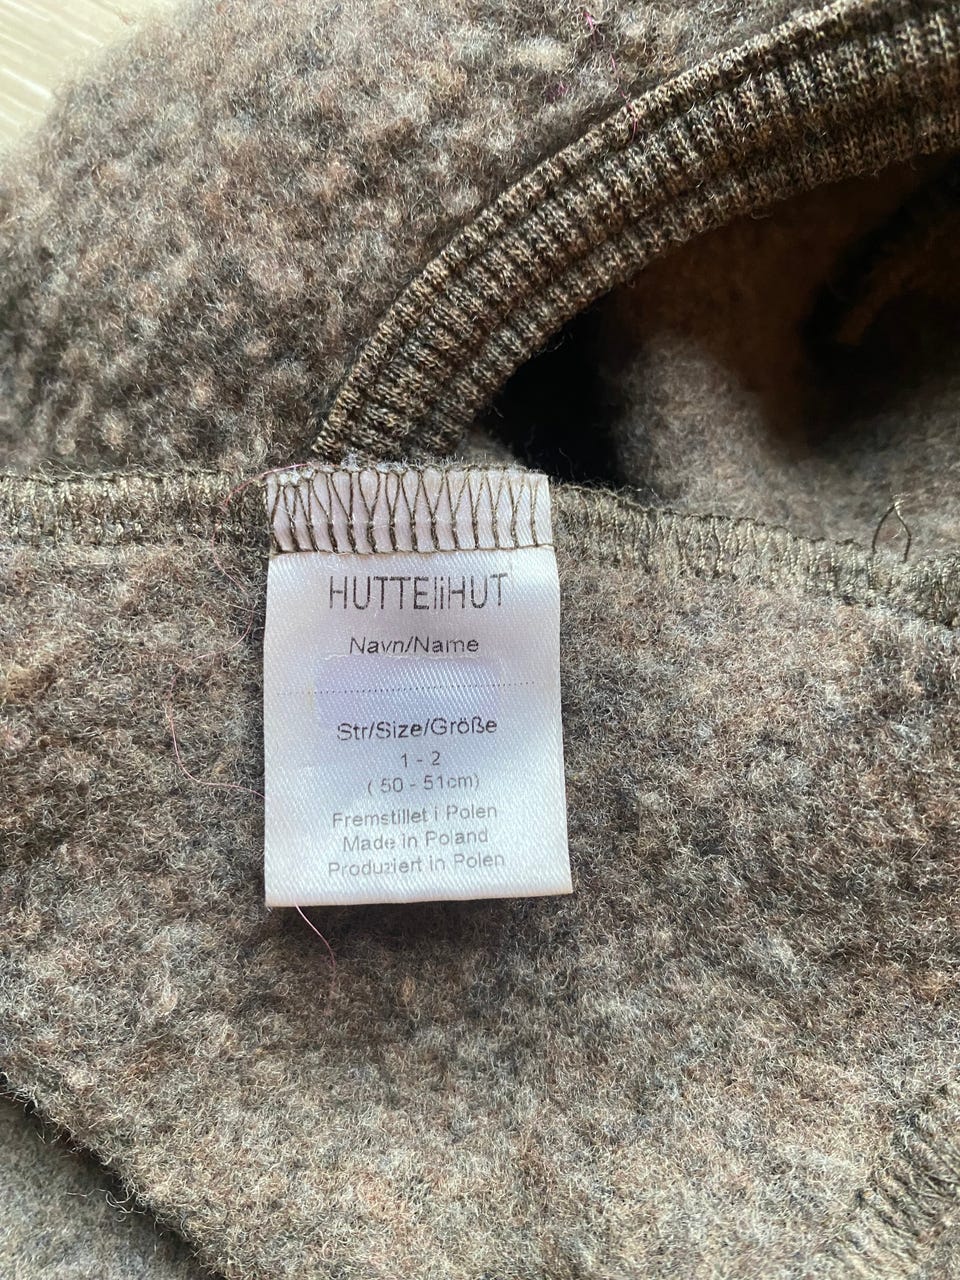 HUTTEliHUT
Navn/Name
Str/Size/Größe
1 - 2
( 50 - 51cm)
Fremstillet i Polen
Made in Poland
Produziert in Polen